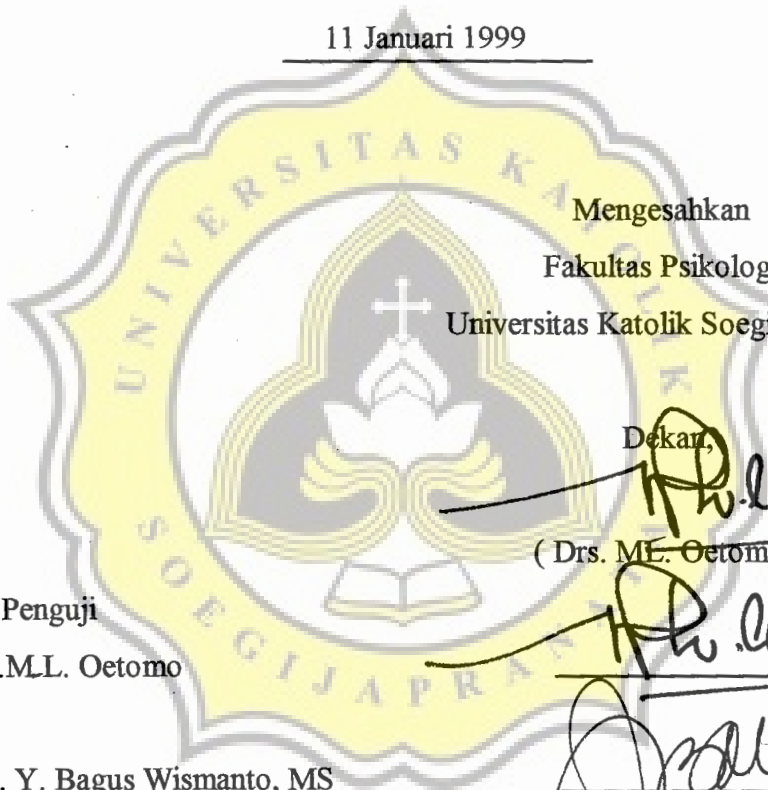 11 Januari 1999
UNIVERSITAS KATOLIK
SOEGIJAPRANATA
Mengesahkan
Fakultas Psikolog
Universitas Katolik Soegi
Dekan,
( Drs. ML. Oetom
Penguji
.M.L. Oetomo
. Y. Bagus Wismanto, MS